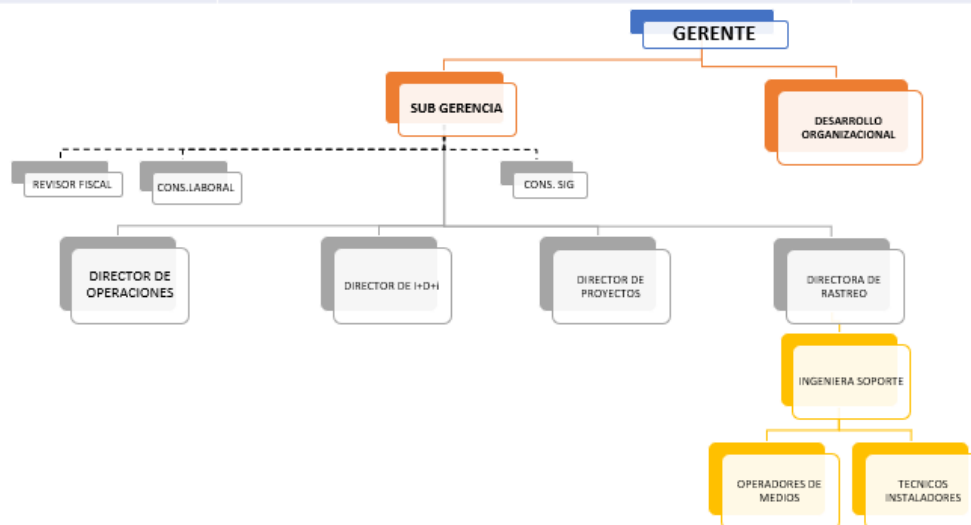 GERENTE
SUB GERENCIA
DESARROLLO
ORGANIZACIONAL
REVISOR FISCAL
CONS.LABORAL
CONS. SIG
DIRECTOR DE
OPERACIONES
DIRECTOR DE I+D+i
DIRECTOR DE
PROYECTOS
DIRECTORA DE
RASTREO
INGENIERA SOPORTE
OPERADORES DE
MEDIOS
TECNICOS
INSTALADORES